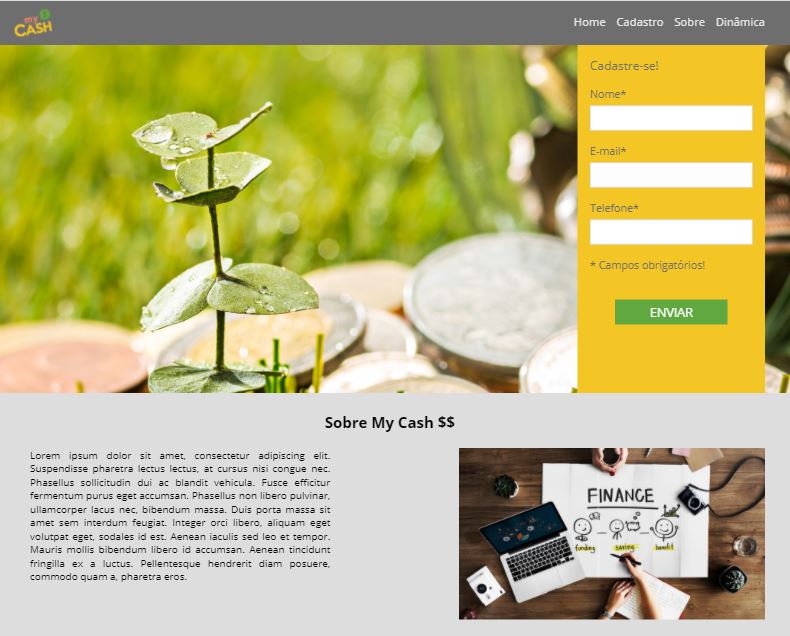 my $
CASH
Home Cadastro Sobre Dinâmica
Cadastre-se!
Nome*
E-mail*
Telefone*
* Campos obrigatórios!
ENVIAR
Sobre My Cash $$
Lorem ipsum dolor sit amet, consectetur adipiscing elit.
Suspendisse pharetra lectus lectus, at cursus nisi congue nec.
Phasellus sollicitudin dui ac blandit vehicula. Fusce efficitur
fermentum purus eget accumsan. Phasellus non libero pulvinar,
ullamcorper lacus nec, bibendum massa. Duis porta massa sit
amet sem interdum feugiat. Integer orci libero, aliquam eget
volutpat eget, sodales id est. Aenean iaculis sed leo et tempor.
Mauris mollis bibendum libero id accumsan. Aenean tincidunt
fringilla ex a luctus. Pellentesque hendrerit diam posuere,
commodo quam a, pharetra eros.
FINANCE
funding saving benefit